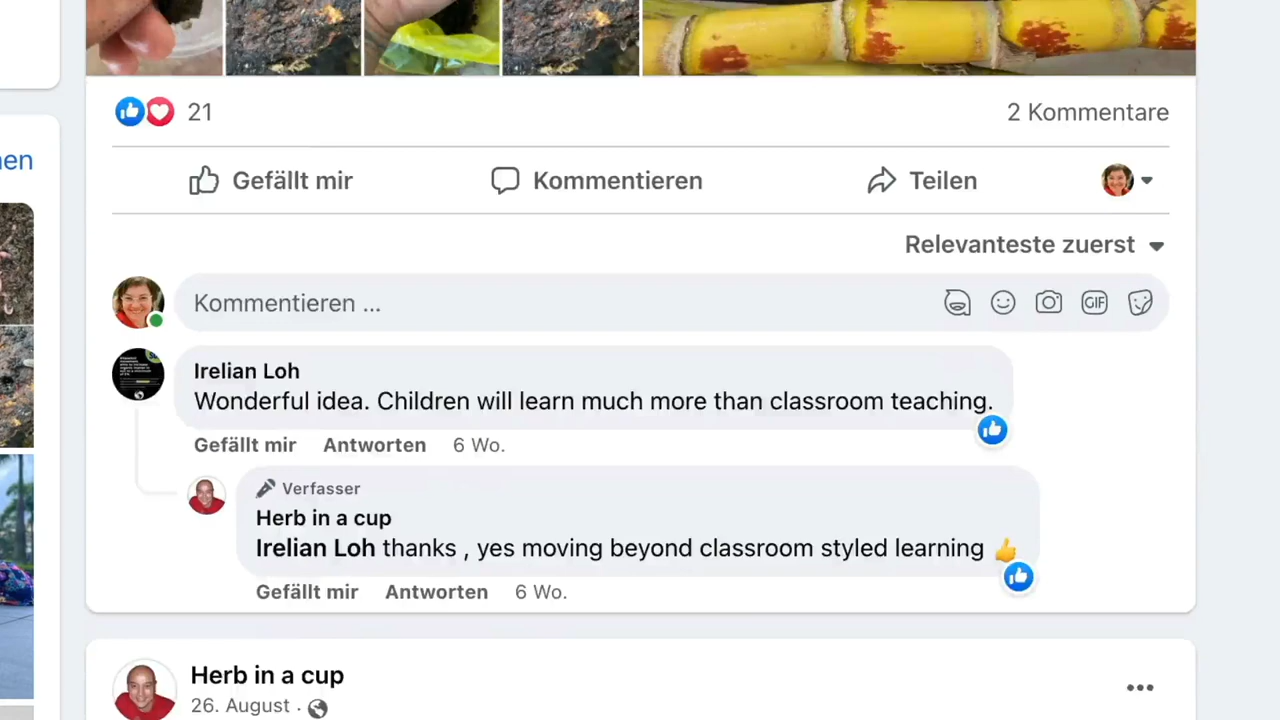 nen
21
2 Kommentare
Gefällt mir
Kommentieren
Teilen
Relevanteste zuerst
Kommentieren ...
GIF
Irelian Loh
Wonderful idea. Children will learn much more than classroom teaching.
Gefällt mir Antworten 6 Wo.
Verfasser
Herb in a cup
Irelian Loh thanks , yes moving beyond classroom styled learning 👍
Gefällt mir Antworten 6 Wo.
Herb in a cup
26. August ·